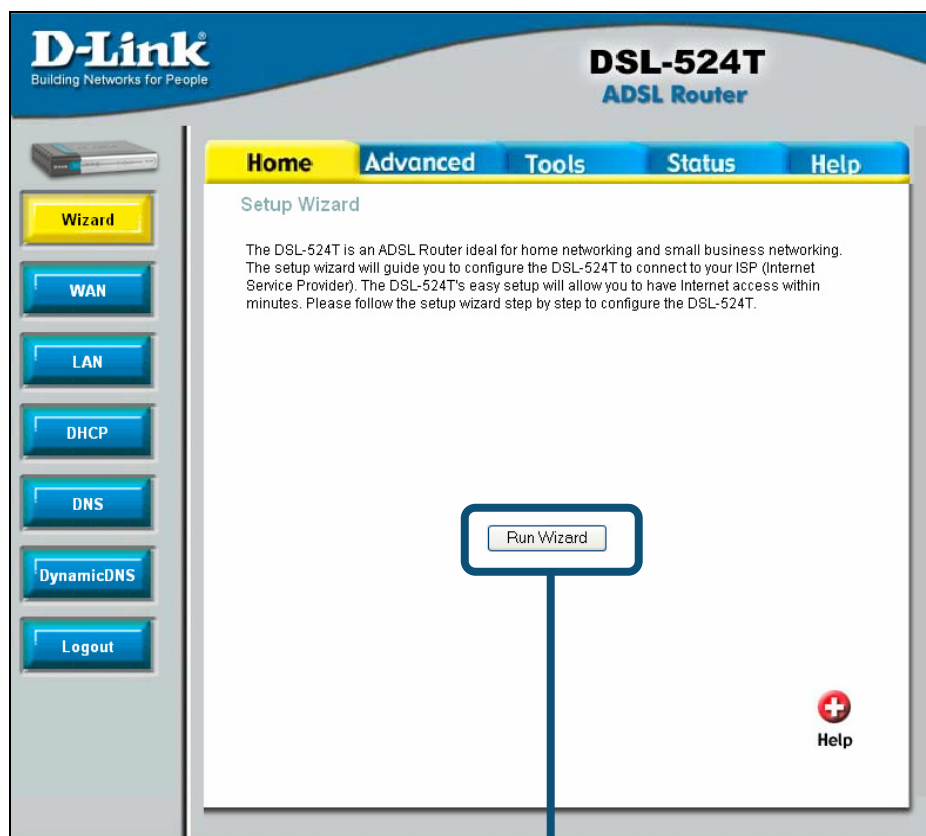 D-Link®
Building Networks for People
DSL-524T
ADSL Router
Home Advanced Tools Status Help
Wizard
WAN
LAN
DHCP
DNS
DynamicDNS
Logout
Setup Wizard
The DSL-524T is an ADSL Router ideal for home networking and small business networking.
The setup wizard will guide you to configure the DSL-524T to connect to your ISP (Internet
Service Provider). The DSL-524T's easy setup will allow you to have Internet access within
minutes. Please follow the setup wizard step by step to configure the DSL-524T.
Run Wizard
Help